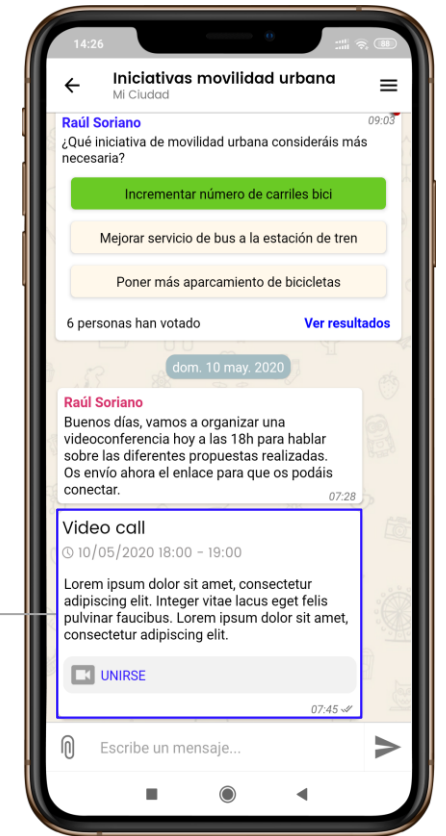 14:26
88
Iniciativas movilidad urbana
Mi Ciudad
Raúl Soriano
09:03
¿Qué iniciativa de movilidad urbana consideráis más
necesaria?
Incrementar número de carriles bici
Mejorar servicio de bus a la estación de tren
Poner más aparcamiento de bicicletas
6 personas han votado
Ver resultados
dom. 10 may. 2020
Raúl Soriano
Buenos días, vamos a organizar una
videoconferencia hoy a las 18h para hablar
sobre las diferentes propuestas realizadas.
Os envío ahora el enlace para que os podáis
conectar.
07:28
Video call
10/05/2020 18:00 - 19:00
Lorem ipsum dolor sit amet, consectetur
adipiscing elit. Integer vitae lacus eget felis
pulvinar faucibus. Lorem ipsum dolor sit amet,
consectetur adipiscing elit.
UNIRSE
07:45
Escribe un mensaje...